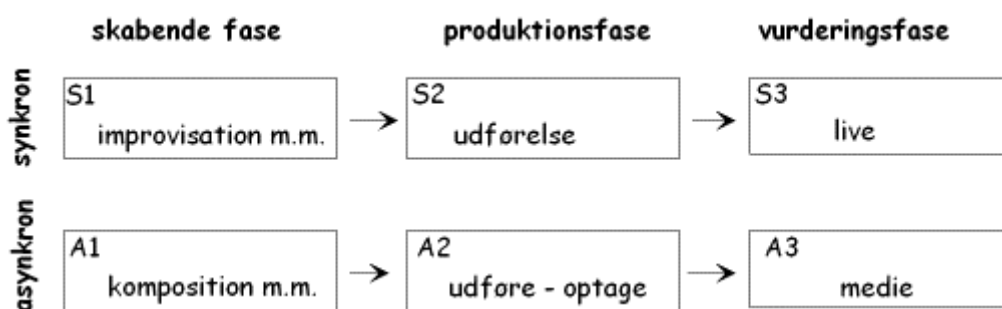 skabende fase produktionsfase vurderingsfase
synkron
S1 S2 S3
improvisation m.m. udførelse live
asynkron
A1 A2 A3
komposition m.m. udføre - optage medie